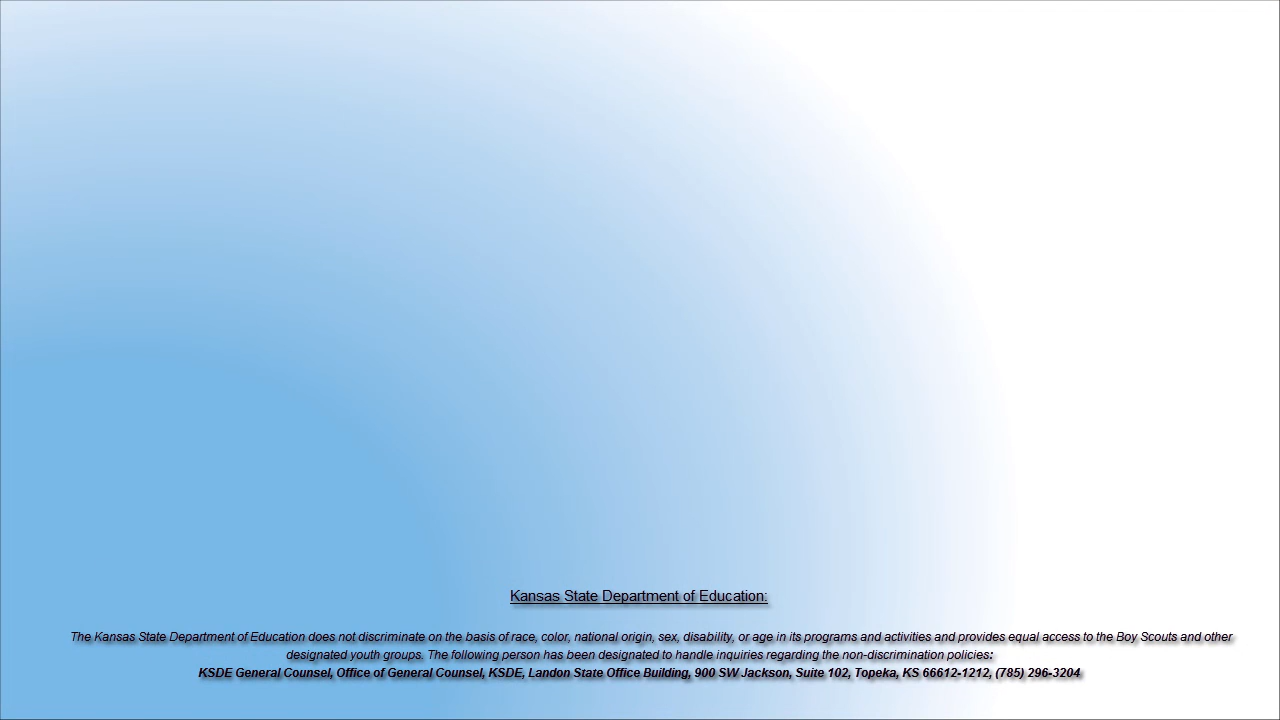 Kansas State Department of Education:
The Kansas State Department of Education does not discriminate on the basis of race, color, national origin, sex, disability, or age in its programs and activities and provides equal access to the Boy Scouts and other
designated youth groups. The following person has been designated to handle inquiries regarding the non-discrimination policies:
KSDE General Counsel, Office of General Counsel, KSDE, Landon State Office Building, 900 SW Jackson, Suite 102, Topeka, KS 66612-1212, (785) 296-3204